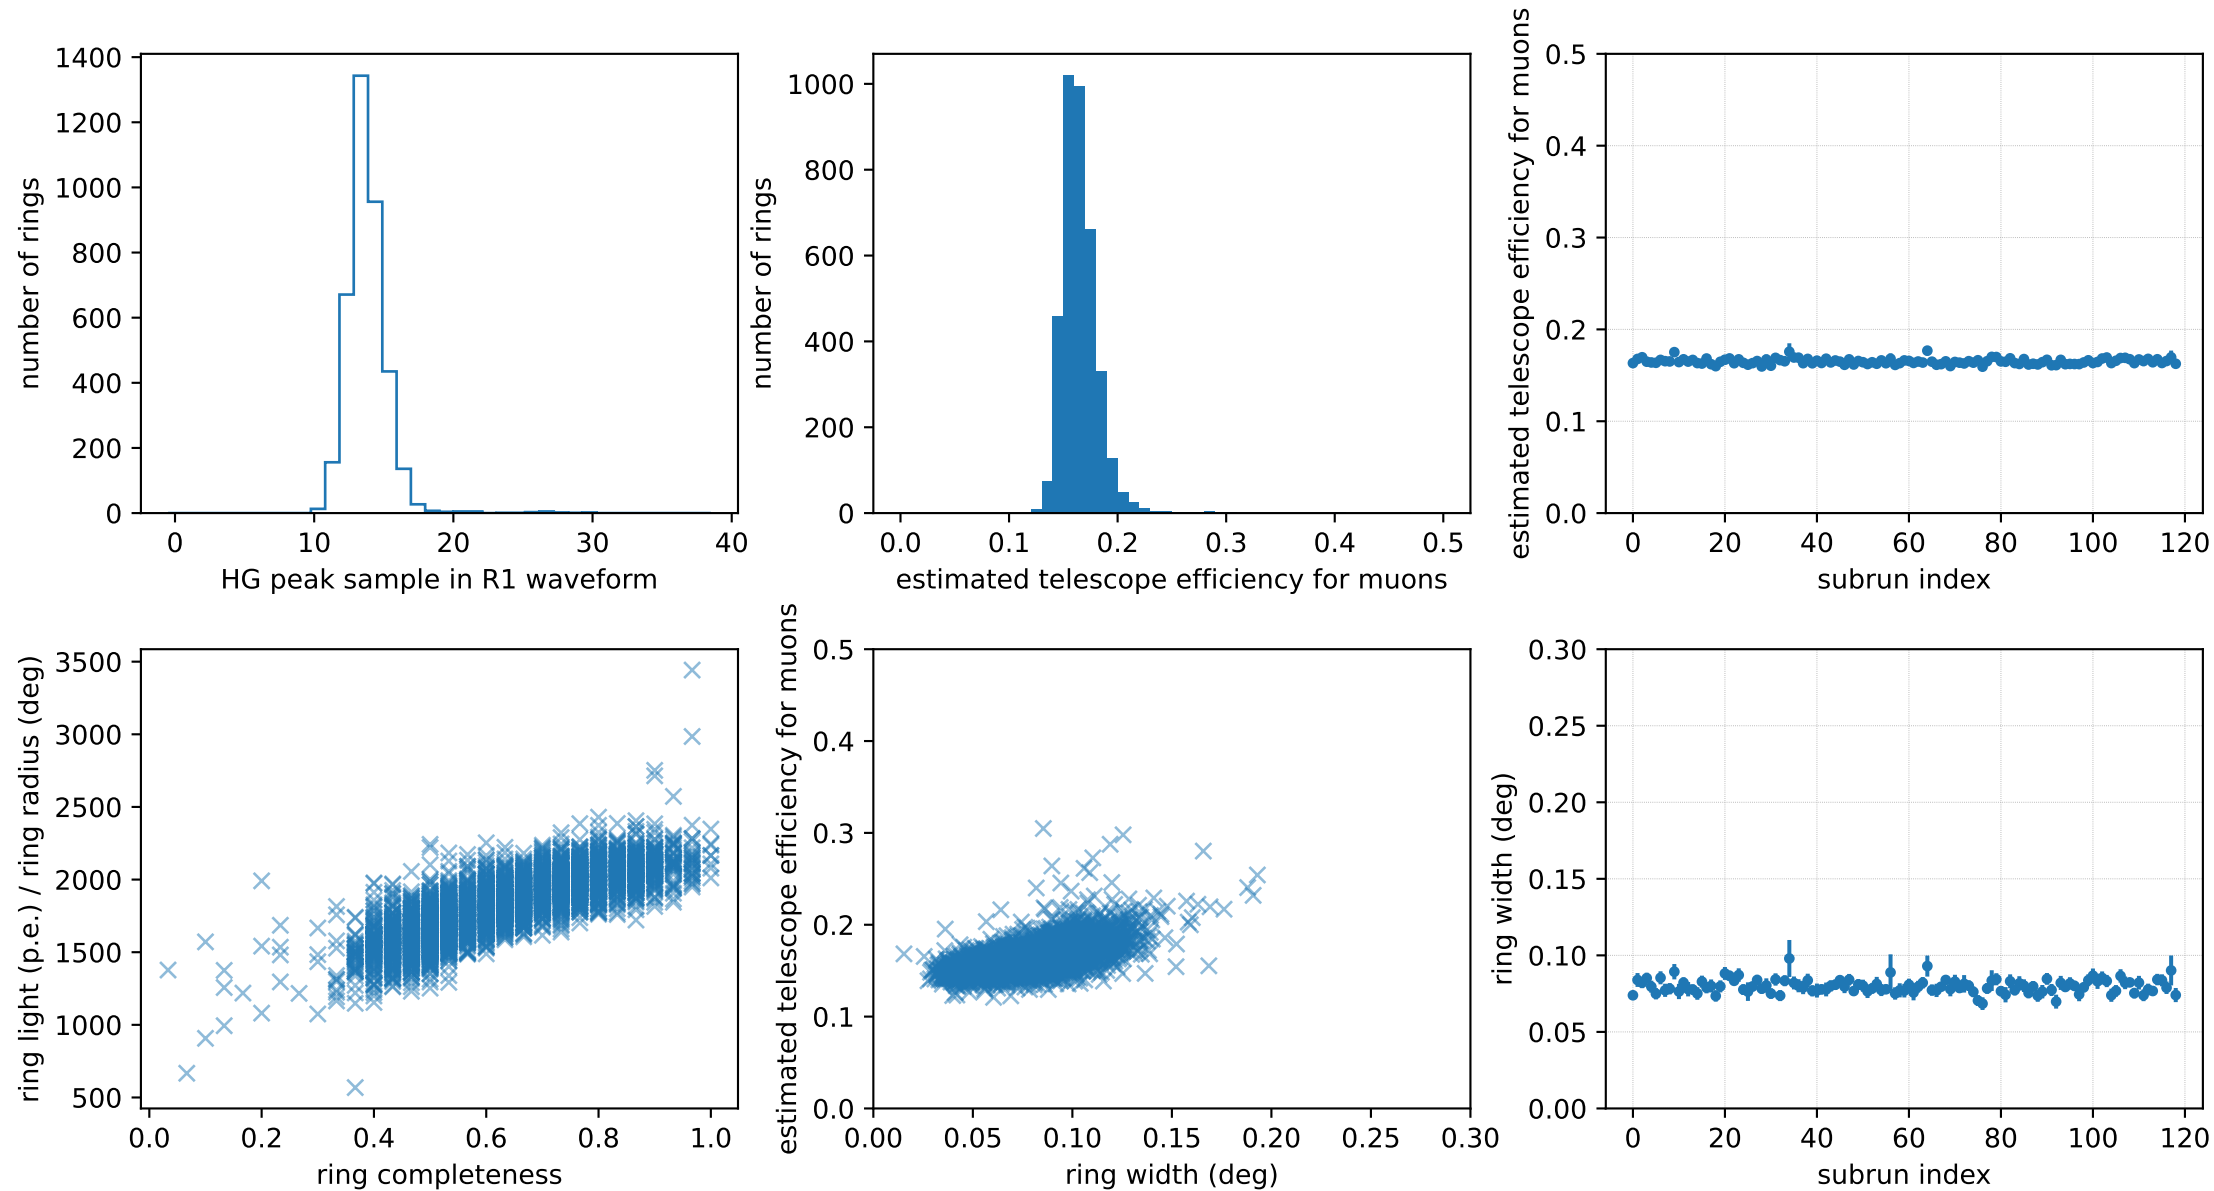 number of rings
1400
1200
1000
800
600
400
200
0
0 10 20 30 40
HG peak sample in R1 waveform
number of rings
1000
800
600
400
200
0
0.0 0.1 0.2 0.3 0.4 0.5
estimated telescope efficiency for muons
estimated telescope efficiency for muons
0.5
0.4
0.3
0.2
0.1
0.0
0 20 40 60 80 100 120
subrun index
ring light (p.e.) / ring radius (deg)
3500
3000
2500
2000
1500
1000
500
0.0 0.2 0.4 0.6 0.8 1.0
ring completeness
estimated telescope efficiency for muons
0.5
0.4
0.3
0.2
0.1
0.0
0.00 0.05 0.10 0.15 0.20 0.25 0.30
ring width (deg)
ring width (deg)
0.30
0.25
0.20
0.15
0.10
0.05
0.00
0 20 40 60 80 100 120
subrun index